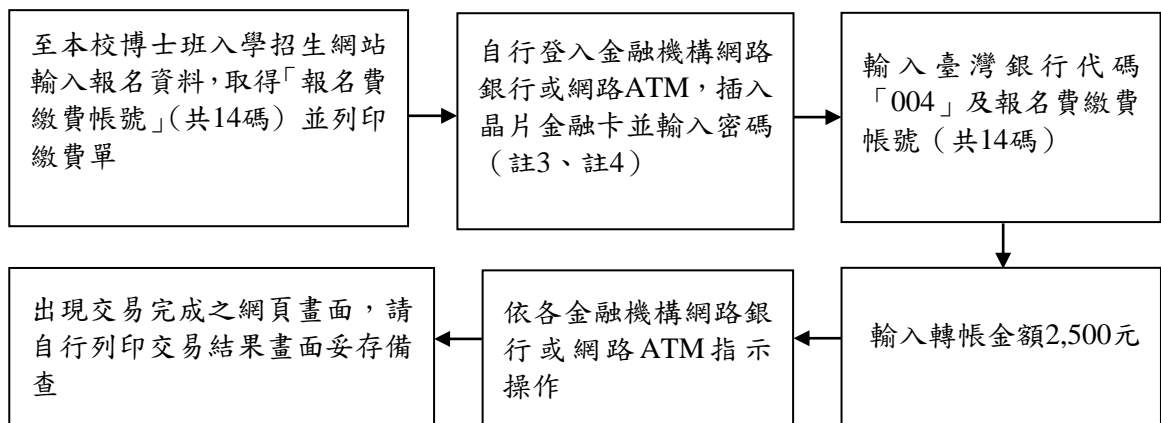 至本校博士班入學招生網站
輸入報名資料，取得「報名費
繳費帳號」（共14碼）並列印
繳費單
自行登入金融機構網路
銀行或網路ATM，插入
晶片金融卡並輸入密碼
（註3、註4）
輸入臺灣銀行代碼
「004」及報名費繳費
帳號（共14碼）
輸入轉帳金額2,500元
依各金融機構網路銀
行或網路ATM指示
操作
出現交易完成之網頁畫面，請
自行列印交易結果畫面妥存備
查